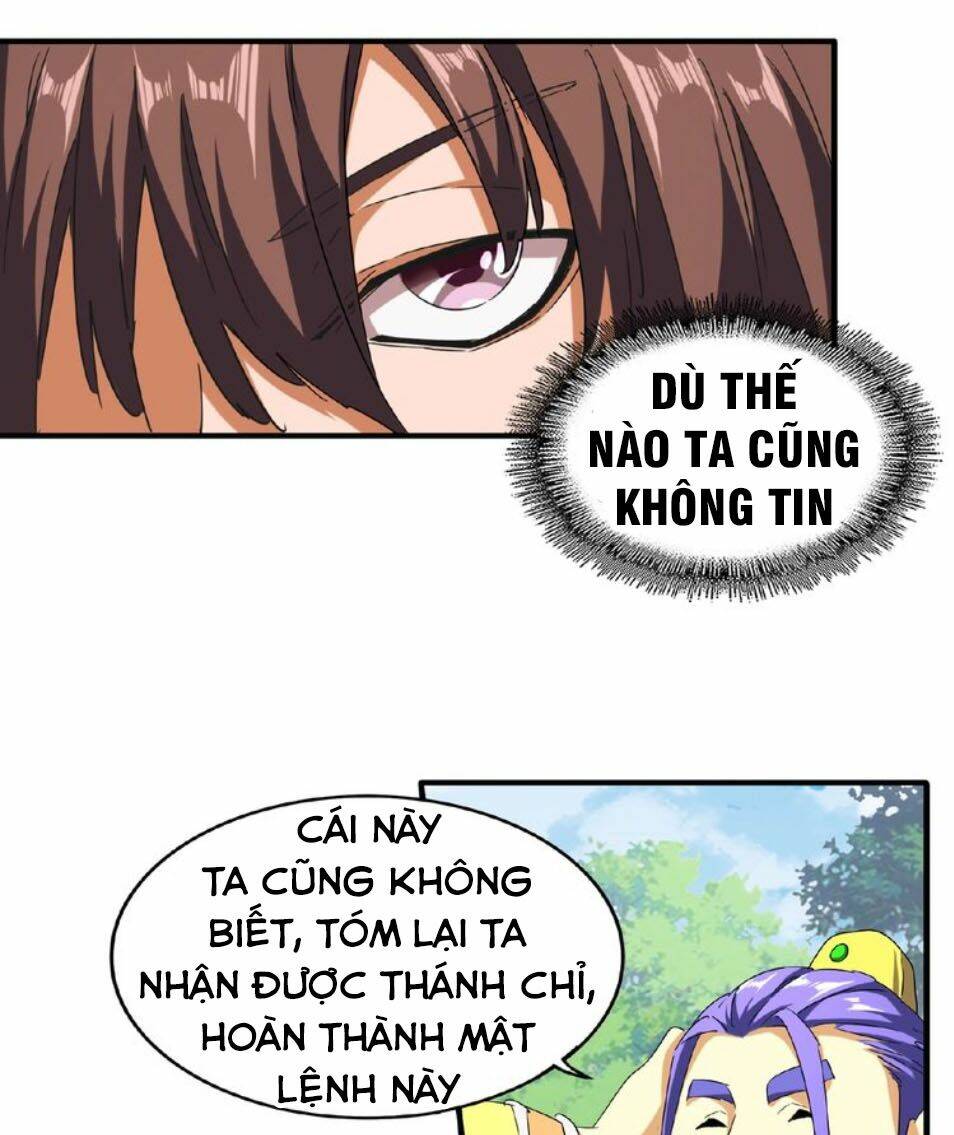 DÙ THẾ
NÀO TA CŨNG
KHÔNG TIN
CÁI NÀY
TA CŨNG KHÔNG
BIẾT, TÓM LẠI TA
NHẬN ĐƯỢC THÁNH CHỈ,
HOÀN THÀNH MẬT
LỆNH NÀY